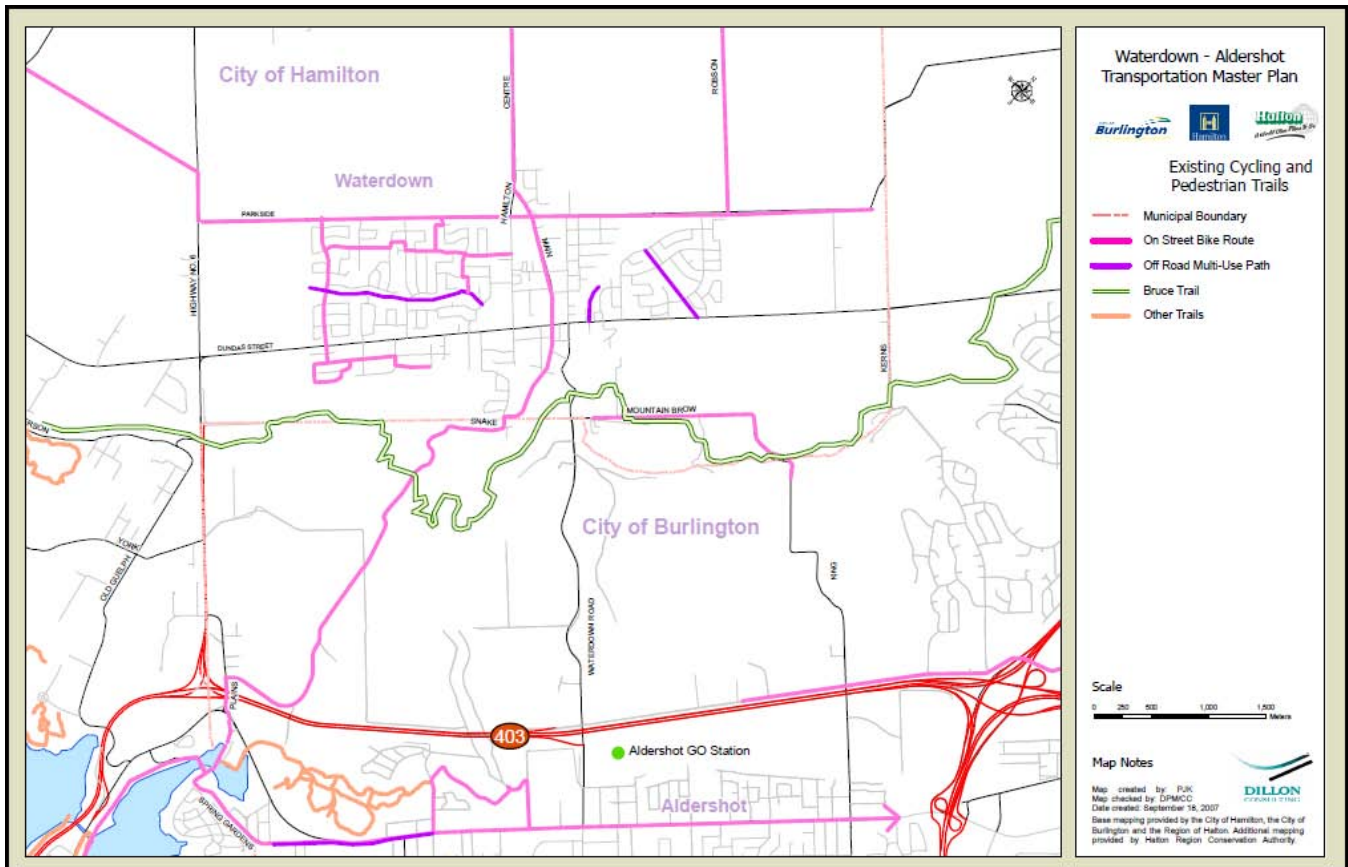 City of Hamilton
CENTRE
ROBSON
Waterdown
HAMILTON
PARKSIDE
MAIN
HIGHWAY NO. 6
DUNDAS STREET
KERNS
MOUNTAIN BROW
SNAKE
RSON
City of Burlington
YORK
OLD GUELPH
KING
WATERDOWN ROAD
PLAINS
403
Aldershot GO Station
Aldershot
SPRING GARDENS
Waterdown - Aldershot
Transportation Master Plan
Burlington
Hamilton
Halton
Existing Cycling and
Pedestrian Trails
Municipal Boundary
On Street Bike Route
Off Road Multi-Use Path
Bruce Trail
Other Trails
Scale
0 250 500 1,000 1,500
Meters
Map Notes
Map created by: PJK
Map checked by: DPM/CC
Date created: September 18, 2007
Base mapping provided by the City of Hamilton, the City of
Burlington and the Region of Halton. Additional mapping
provided by Halton Region Conservation Authority.
DILLON
CONSULTING